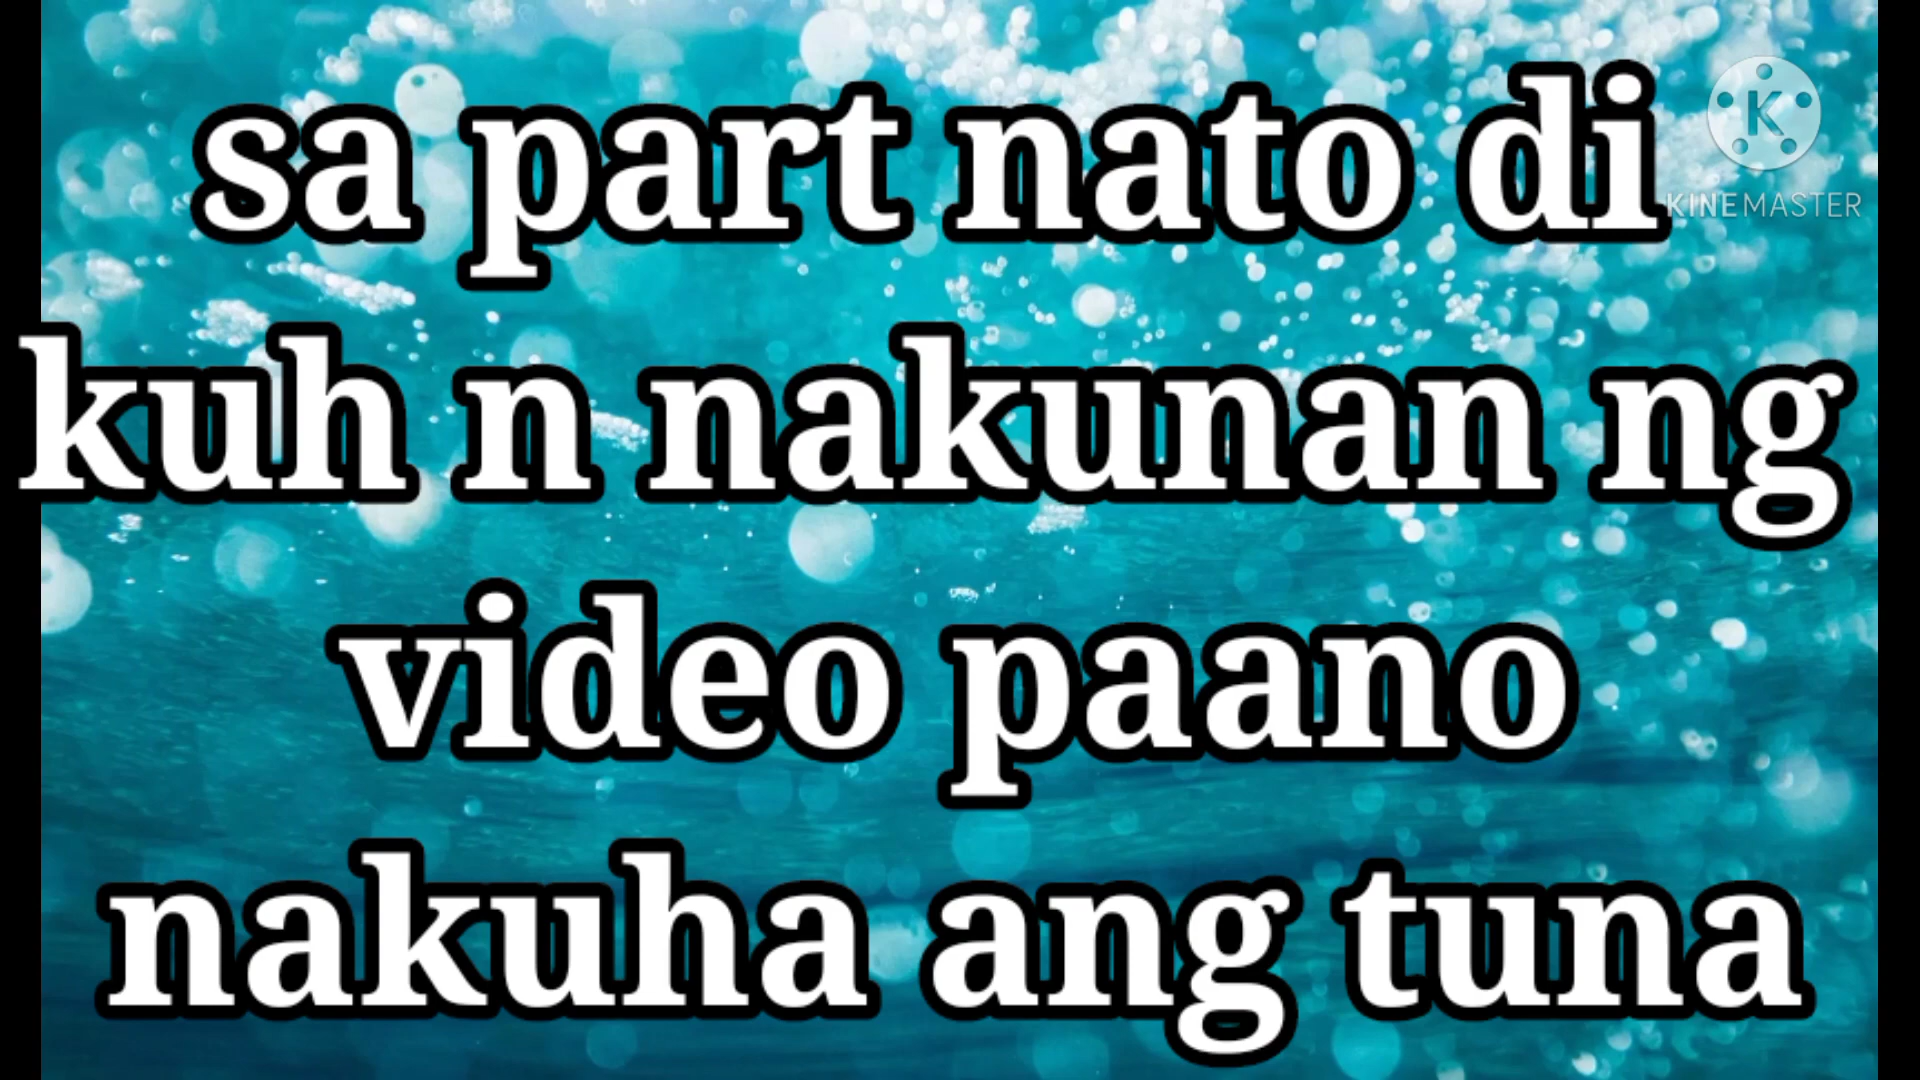 sa part nato di
KINEMASTER
kuh n nakunan ng
video paano
nakuha ang tuna